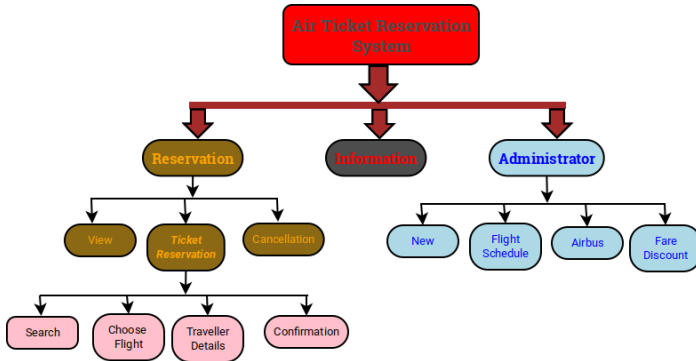 Air Ticket Reservation
System
Reservation
Information
Administrator
View
Ticket
Reservation
Cancellation
New
Flight
Schedule
Airbus
Fare
Discount
Search
Choose
Flight
Traveller
Details
Confirmation